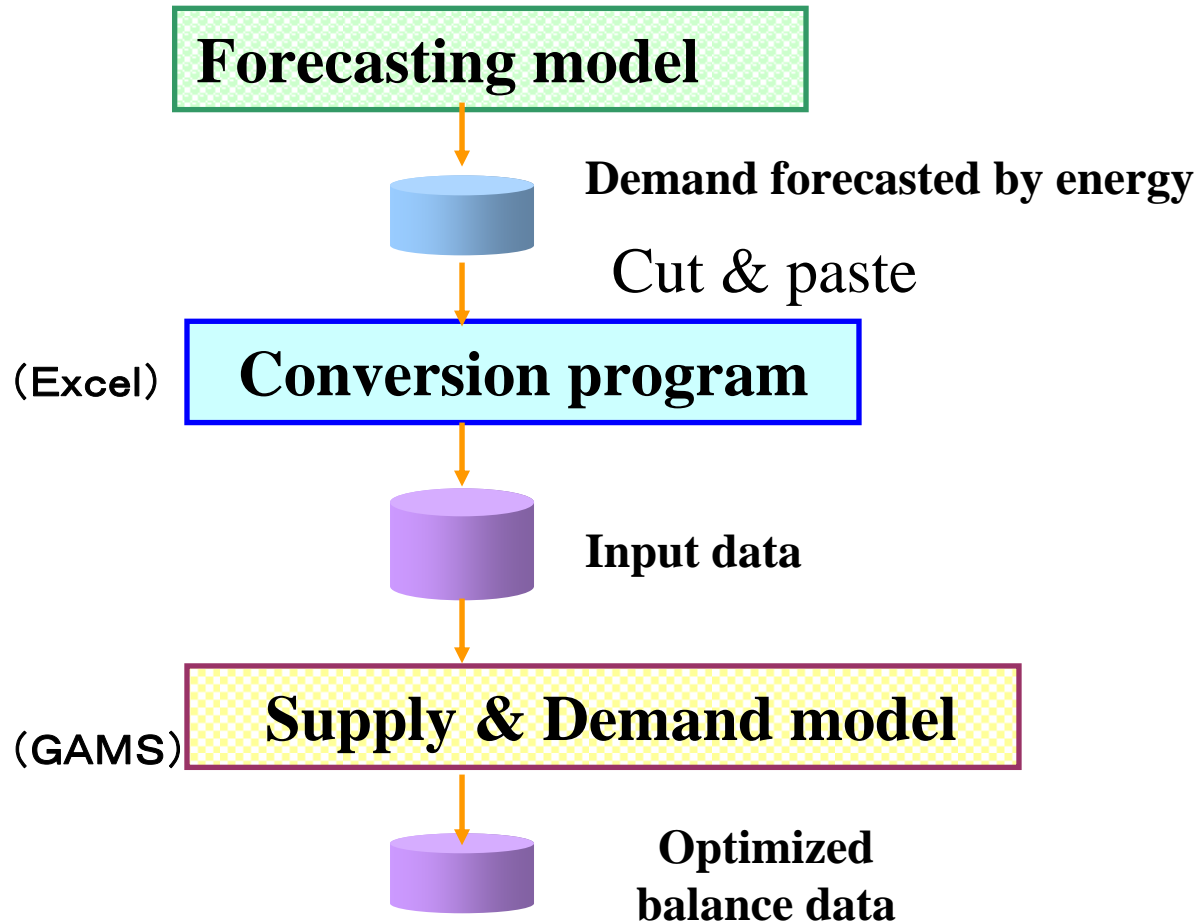 Forecasting model
Demand forecasted by energy
Cut & paste
（Excel）
Conversion program
Input data
Supply & Demand model
（GAMS）
Optimized
balance data